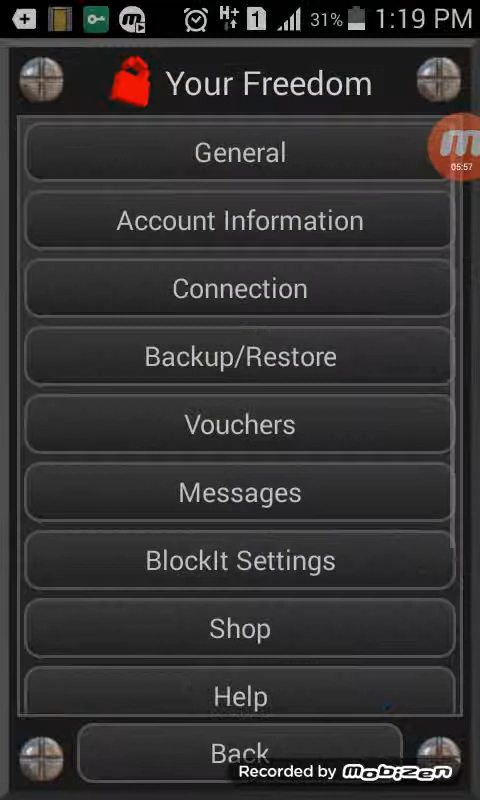 H+ 1 31% 1:19 PM
Your Freedom
General
05:57
Account Information
Connection
Backup/Restore
Vouchers
Messages
BlockIt Settings
Shop
Help
Back
Recorded by Mobizen